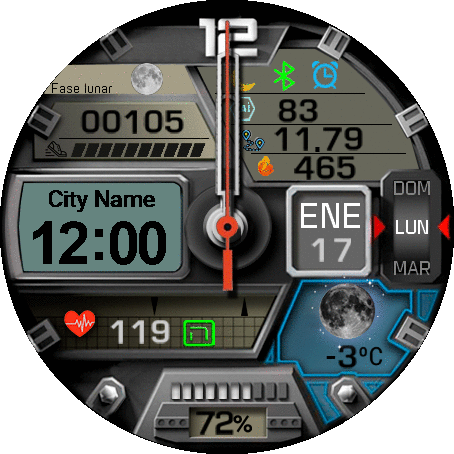 12
Fase lunar
00105
83
11,79
465
City Name
12:00
ENE
17
DOM
LUN
MAR
119
-3°C
72%